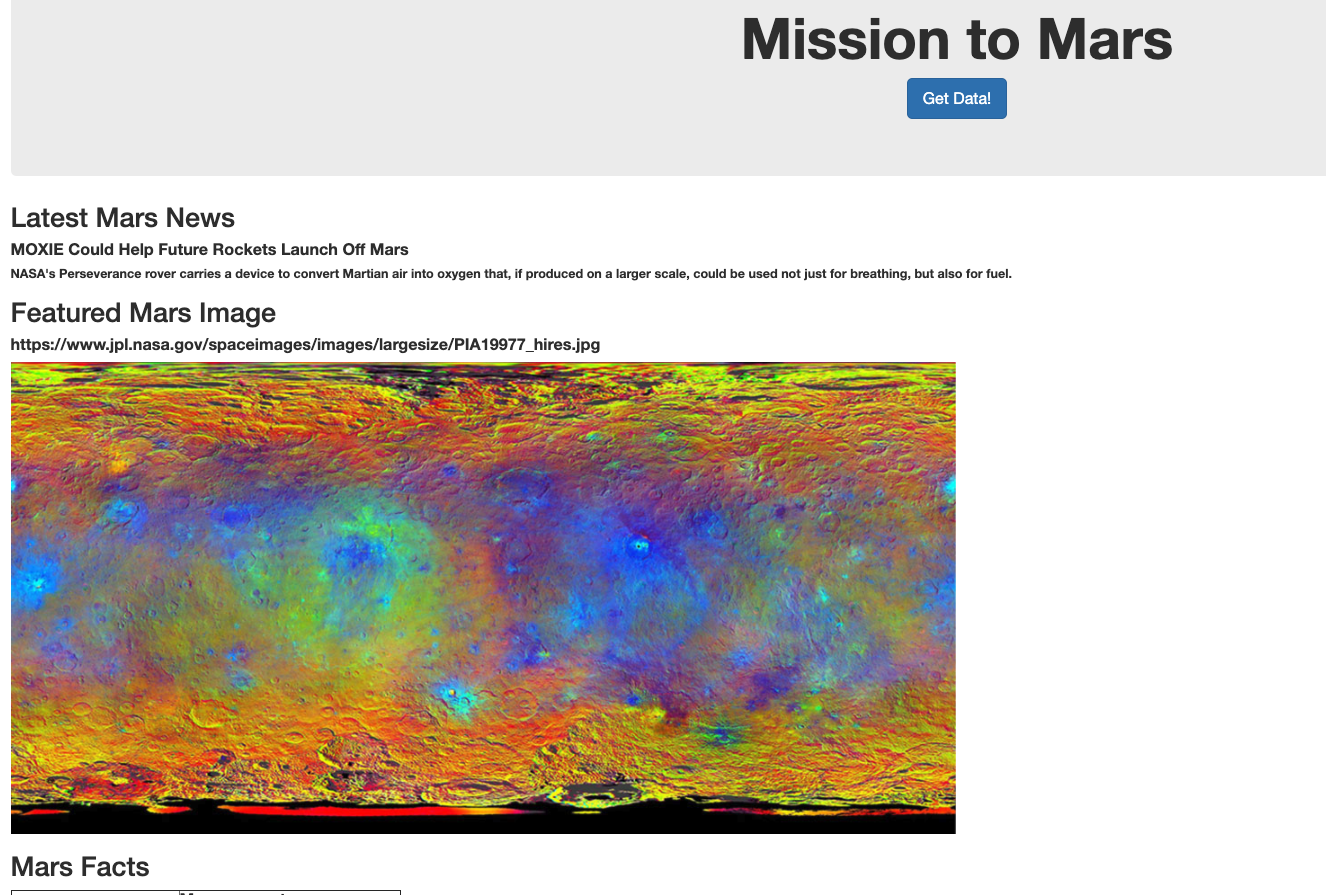 Mission to Mars
Get Data!
Latest Mars News
MOXIE Could Help Future Rockets Launch Off Mars
NASA's Perseverance rover carries a device to convert Martian air into oxygen that, if produced on a larger scale, could be used not just for breathing, but also for fuel.
Featured Mars Image
https://www.jpl.nasa.gov/spaceimages/images/largesize/PIA19977_hires.jpg
Mars Facts